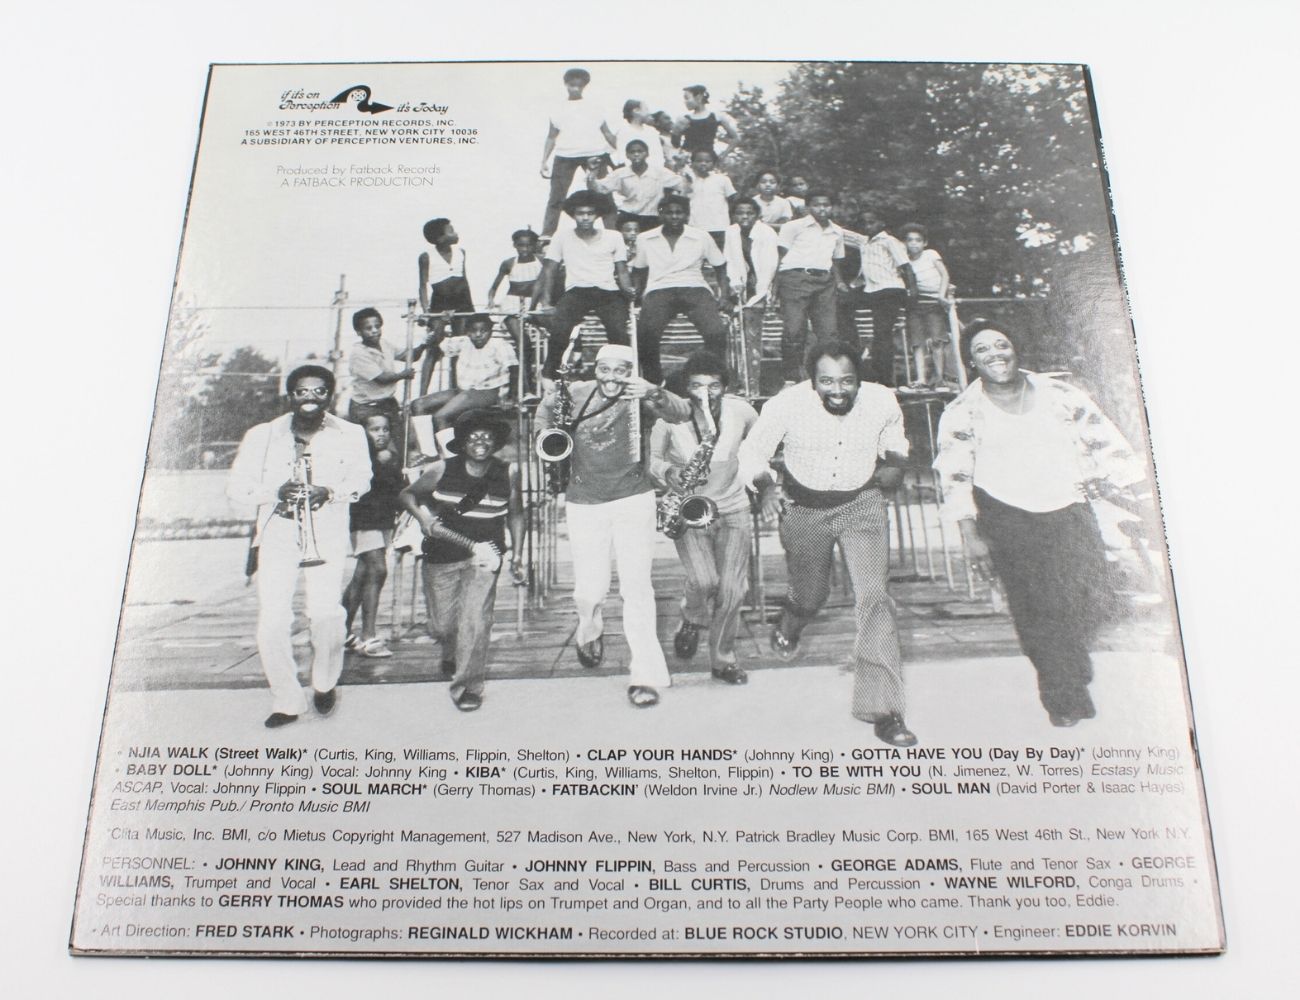 if it's on
Perception it's Today
© 1973 BY PERCEPTION RECORDS, INC.
165 WEST 46TH STREET, NEW YORK CITY 10036
A SUBSIDIARY OF PERCEPTION VENTURES, INC.
Produced by Fatback Records
A FATBACK PRODUCTION
• NJIA WALK (Street Walk)* (Curtis, King, Williams, Flippin, Shelton) • CLAP YOUR HANDS* (Johnny King) • GOTTA HAVE YOU (Day By Day)* (Johnny King)
• BABY DOLL* (Johnny King) Vocal: Johnny King • KIBA* (Curtis, King, Williams, Shelton, Flippin) • TO BE WITH YOU (N. Jimenez, W. Torres) Ecstasy Music
ASCAP, Vocal: Johnny Flippin • SOUL MARCH* (Gerry Thomas) • FATBACKIN' (Weldon Irvine Jr.) Nodlew Music BMI) • SOUL MAN (David Porter & Isaac Hayes)
East Memphis Pub./ Pronto Music BMI
*Clita Music, Inc. BMI, c/o Mietus Copyright Management, 527 Madison Ave., New York, N.Y. Patrick Bradley Music Corp. BMI, 165 West 46th St., New York N.Y.
PERSONNEL: • JOHNNY KING, Lead and Rhythm Guitar • JOHNNY FLIPPIN, Bass and Percussion • GEORGE ADAMS, Flute and Tenor Sax • GEORGE
WILLIAMS, Trumpet and Vocal • EARL SHELTON, Tenor Sax and Vocal • BILL CURTIS, Drums and Percussion • WAYNE WILFORD, Conga Drums •
Special thanks to GERRY THOMAS who provided the hot lips on Trumpet and Organ, and to all the Party People who came. Thank you too, Eddie.
• Art Direction: FRED STARK • Photographs: REGINALD WICKHAM • Recorded at: BLUE ROCK STUDIO, NEW YORK CITY • Engineer: EDDIE KORVIN